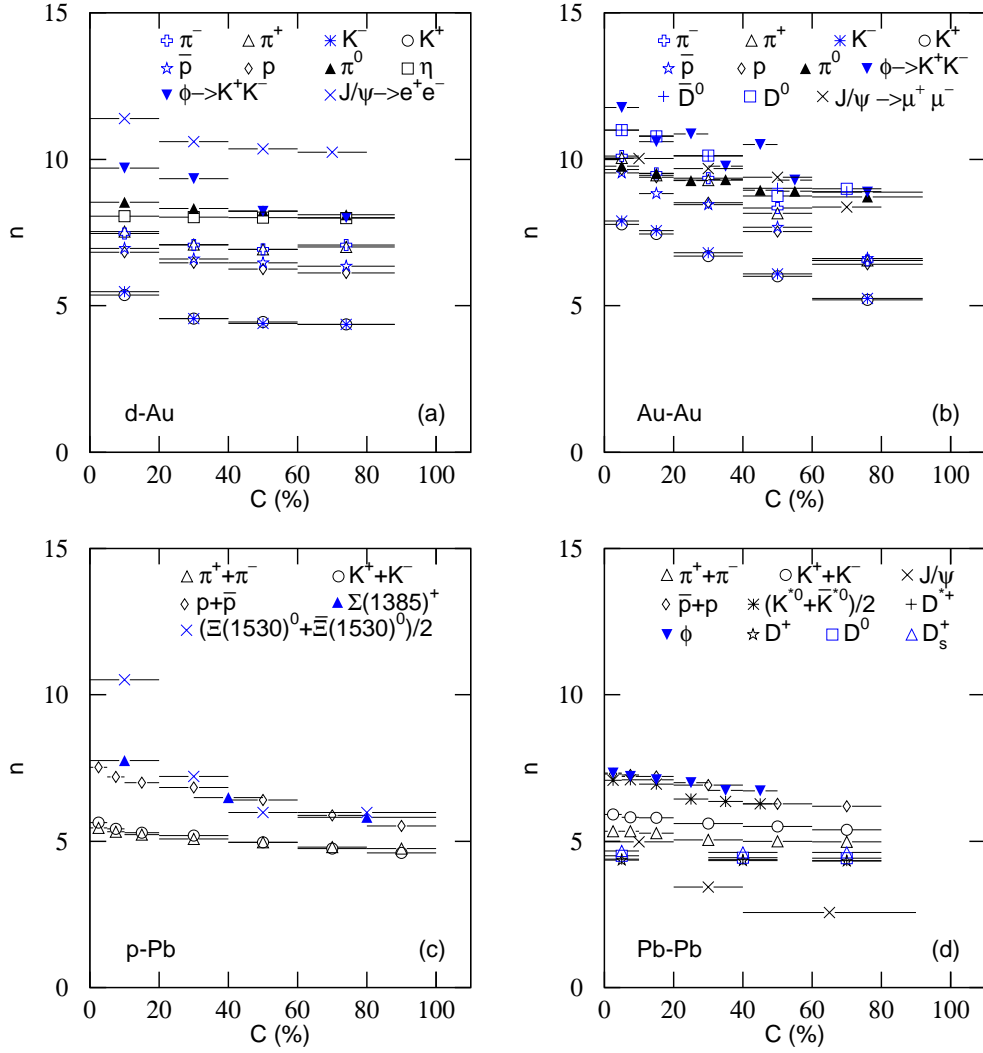 15
10
5
0
n
π⁻ π⁺ K⁻ K⁺
p̅ p π⁰ η
ϕ−>K⁺K⁻ J/ψ−>e⁺e⁻
d-Au (a)
0 20 40 60 80 100
C (%)
15
10
5
0
n
π⁻ π⁺ K⁻ K⁺
p̅ p π⁰ ϕ−>K⁺K⁻
D̅⁰ D⁰ J/ψ −>μ⁺ μ⁻
Au-Au (b)
0 20 40 60 80 100
C (%)
15
10
5
0
n
π⁺+π⁻ K⁺+K⁻
p+p̅ Σ(1385)⁺
(Ξ(1530)⁰+Ξ̅(1530)⁰)/2
p-Pb (c)
0 20 40 60 80 100
C (%)
15
10
5
0
n
π⁺+π⁻ K⁺+K⁻ J/ψ
p̅+p (K*⁰+K̅*⁰)/2 D*⁺
ϕ D⁺ D⁰ Dₛ⁺
Pb-Pb (d)
0 20 40 60 80 100
C (%)